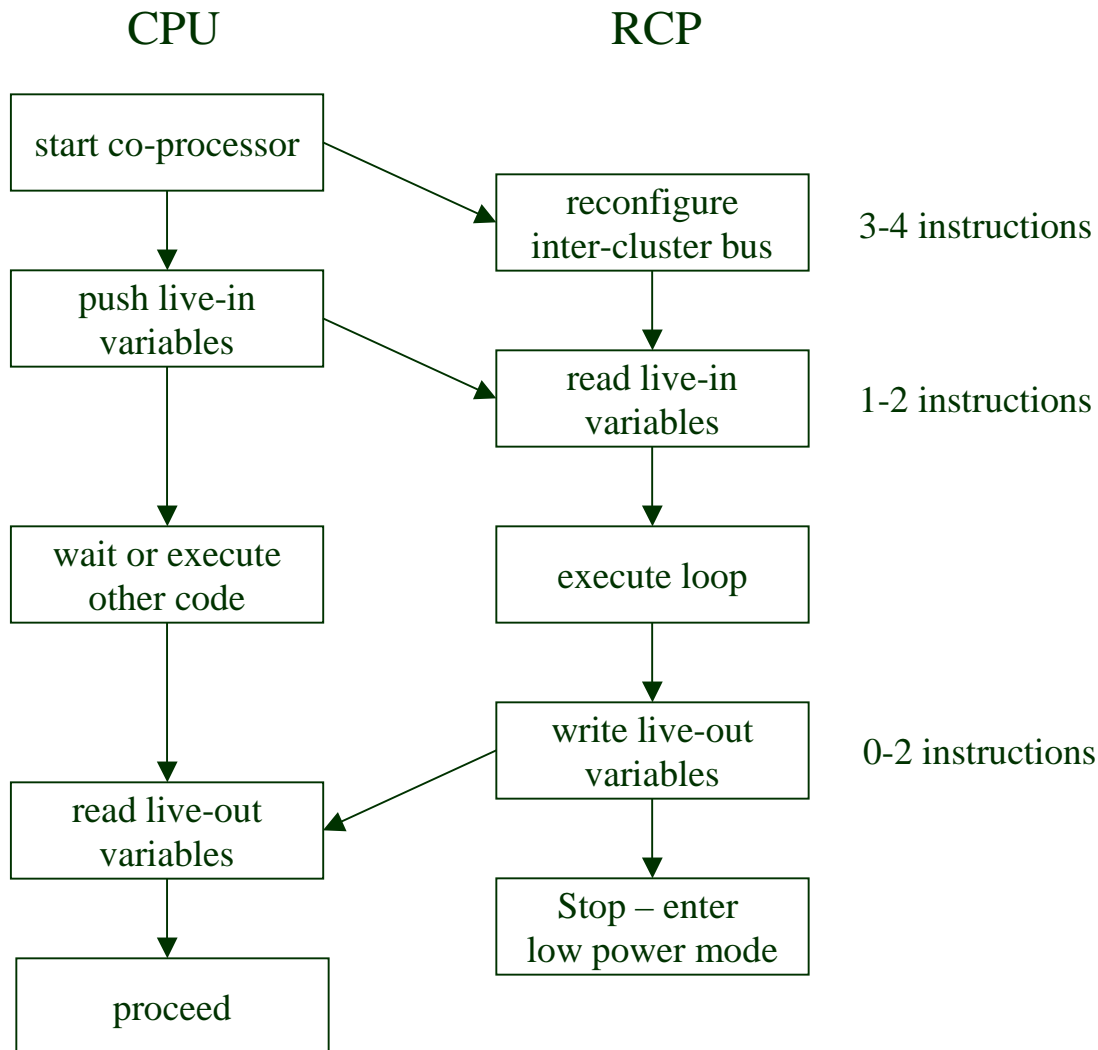 CPU
RCP
start co-processor
reconfigure
inter-cluster bus
3-4 instructions
push live-in
variables
read live-in
variables
1-2 instructions
wait or execute
other code
execute loop
write live-out
variables
0-2 instructions
read live-out
variables
Stop – enter
low power mode
proceed